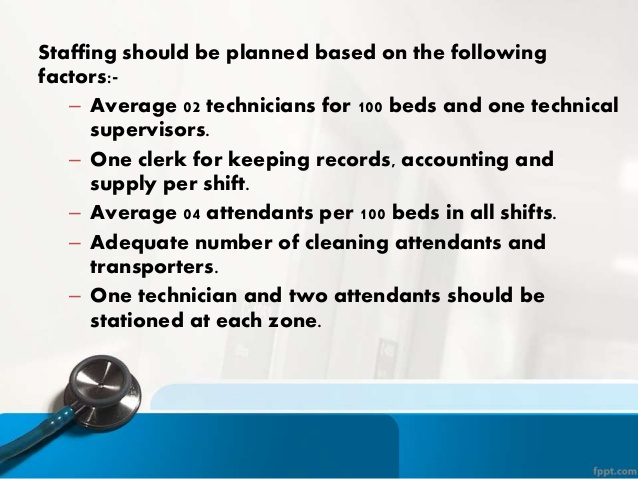 Staffing should be planned based on the following
factors:-
– Average 02 technicians for 100 beds and one technical
supervisors.
– One clerk for keeping records, accounting and
supply per shift.
– Average 04 attendants per 100 beds in all shifts.
– Adequate number of cleaning attendants and
transporters.
– One technician and two attendants should be
stationed at each zone.
fppt.com